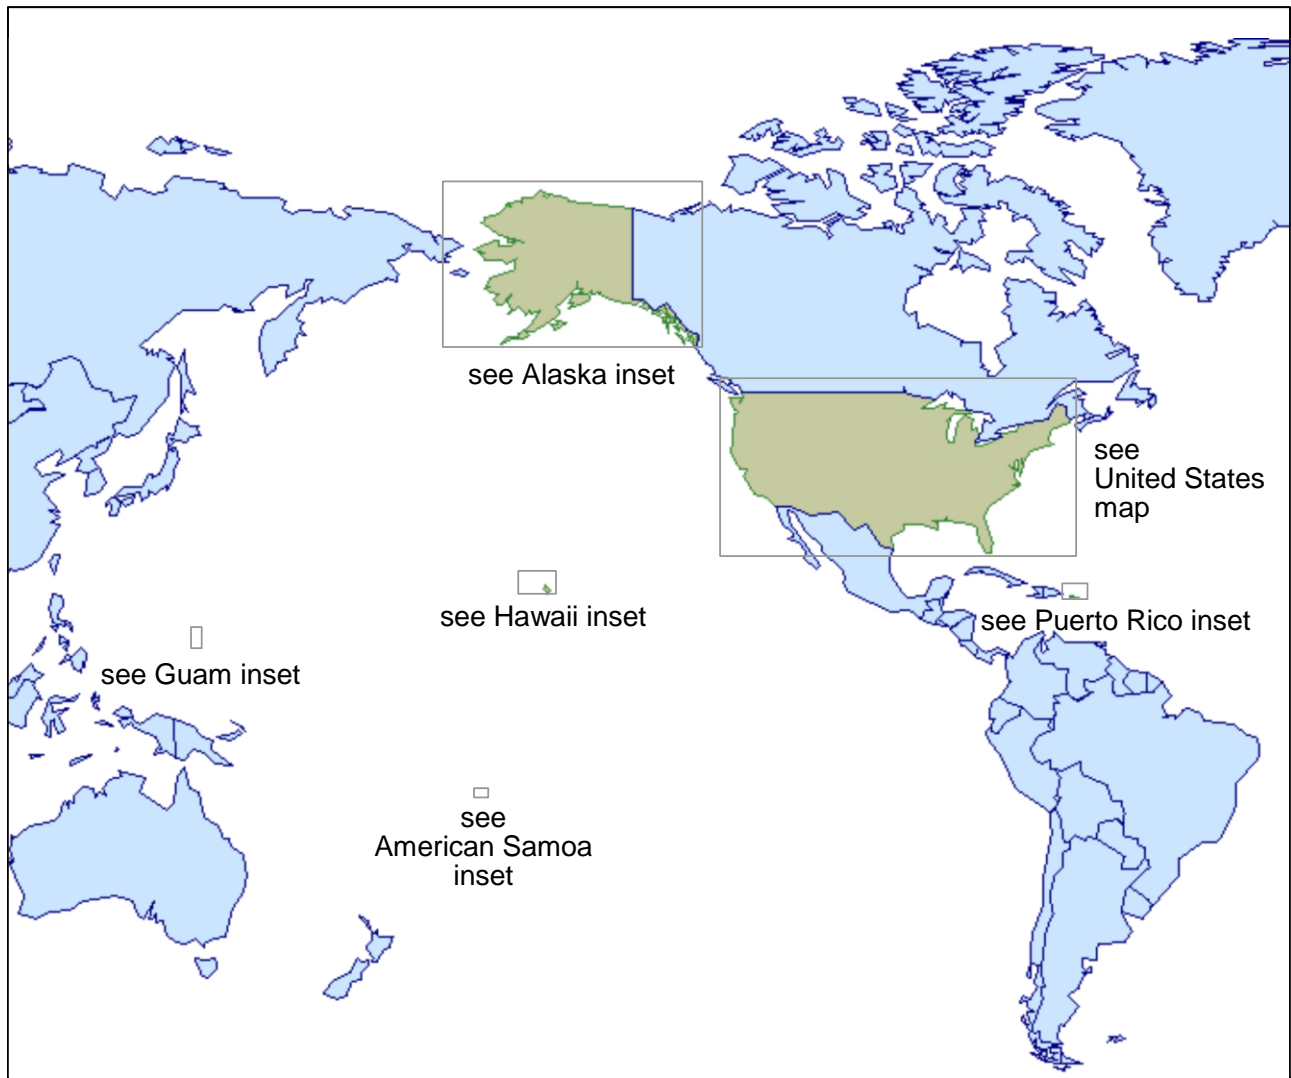 see Alaska inset
see
United States
map
see Hawaii inset
see Puerto Rico inset
see Guam inset
see
American Samoa
inset